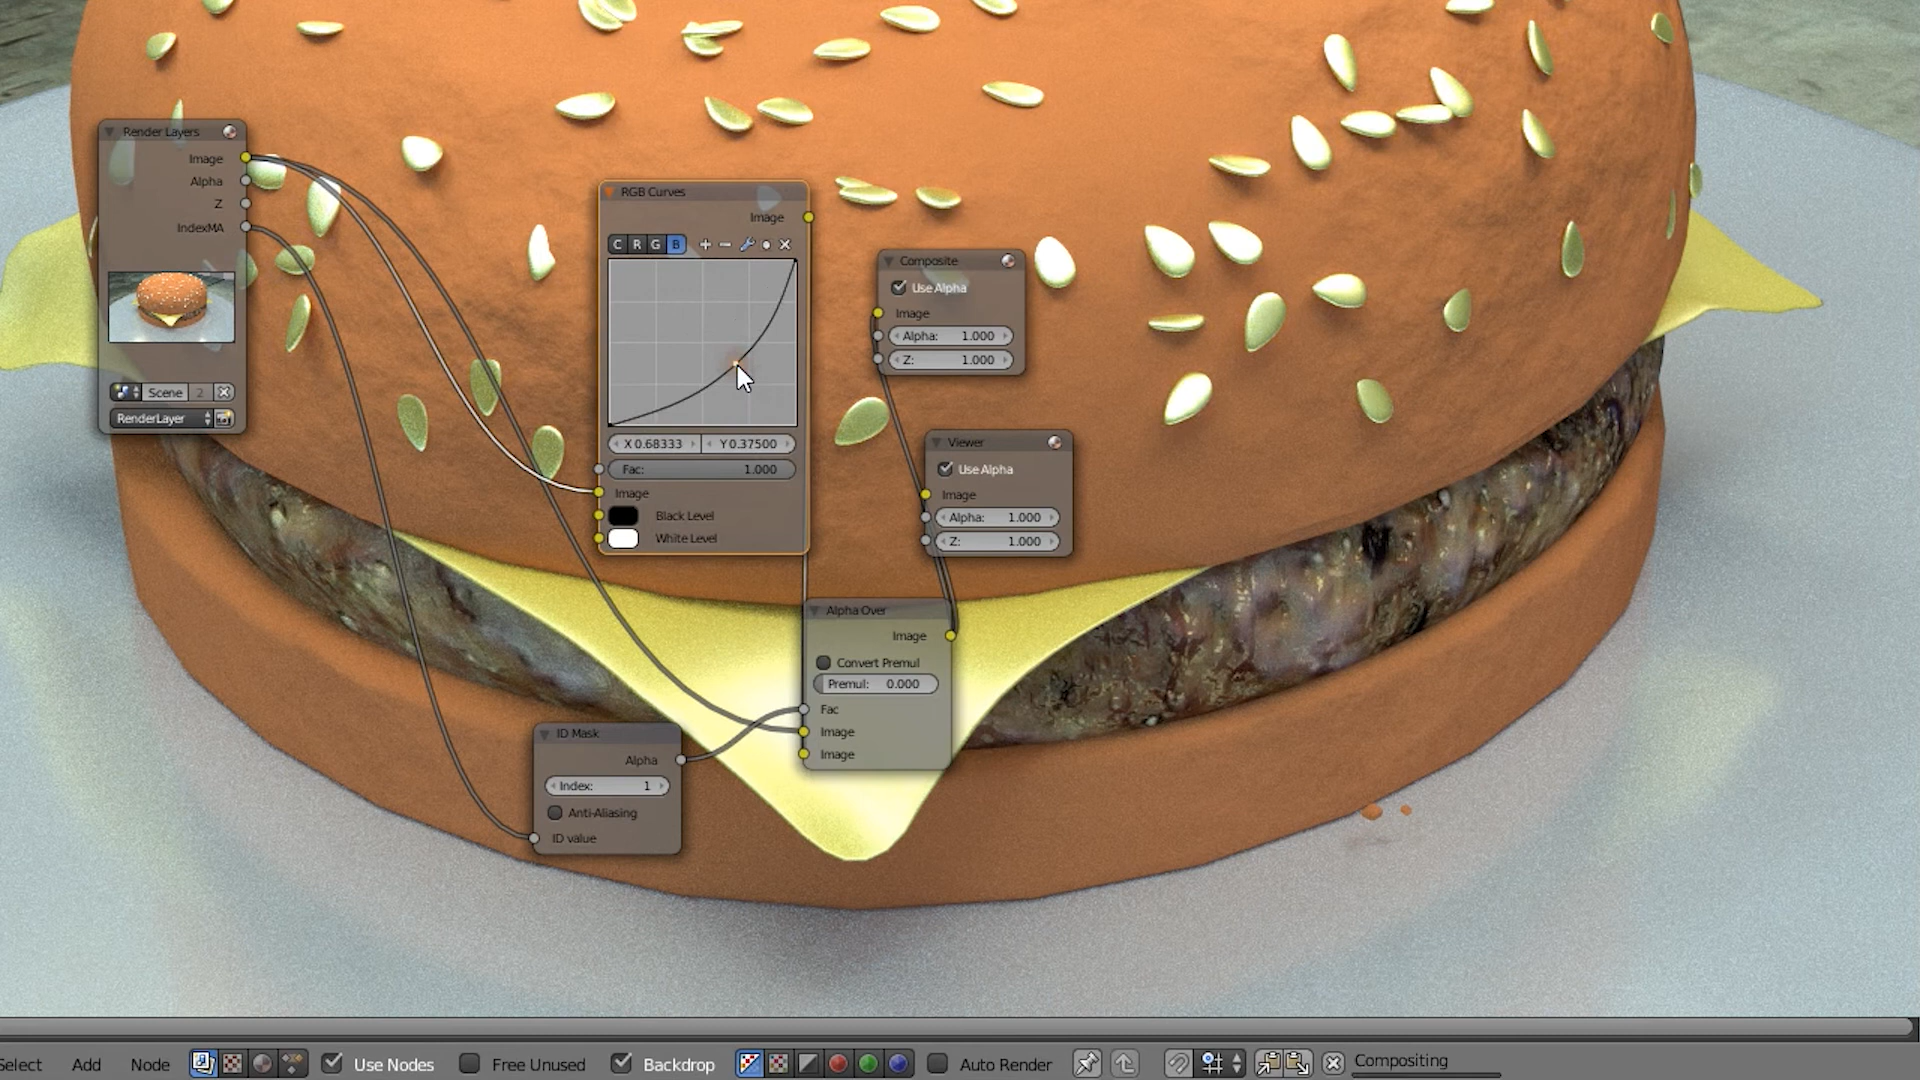 Render Layers
Image
Alpha
Z
IndexMA
Scene 2
RenderLayer
RGB Curves
Image
C R G B
X 0.68333 Y 0.37500
Fac: 1.000
Image
Black Level
White Level
Composite
Use Alpha
Image
Alpha: 1.000
Z: 1.000
Viewer
Use Alpha
Image
Alpha: 1.000
Z: 1.000
Alpha Over
Image
Convert Premul
Premul: 0.000
Fac
Image
Image
ID Mask
Alpha
Index: 1
Anti-Aliasing
ID value
Select Add Node Use Nodes Free Unused Backdrop Auto Render Compositing